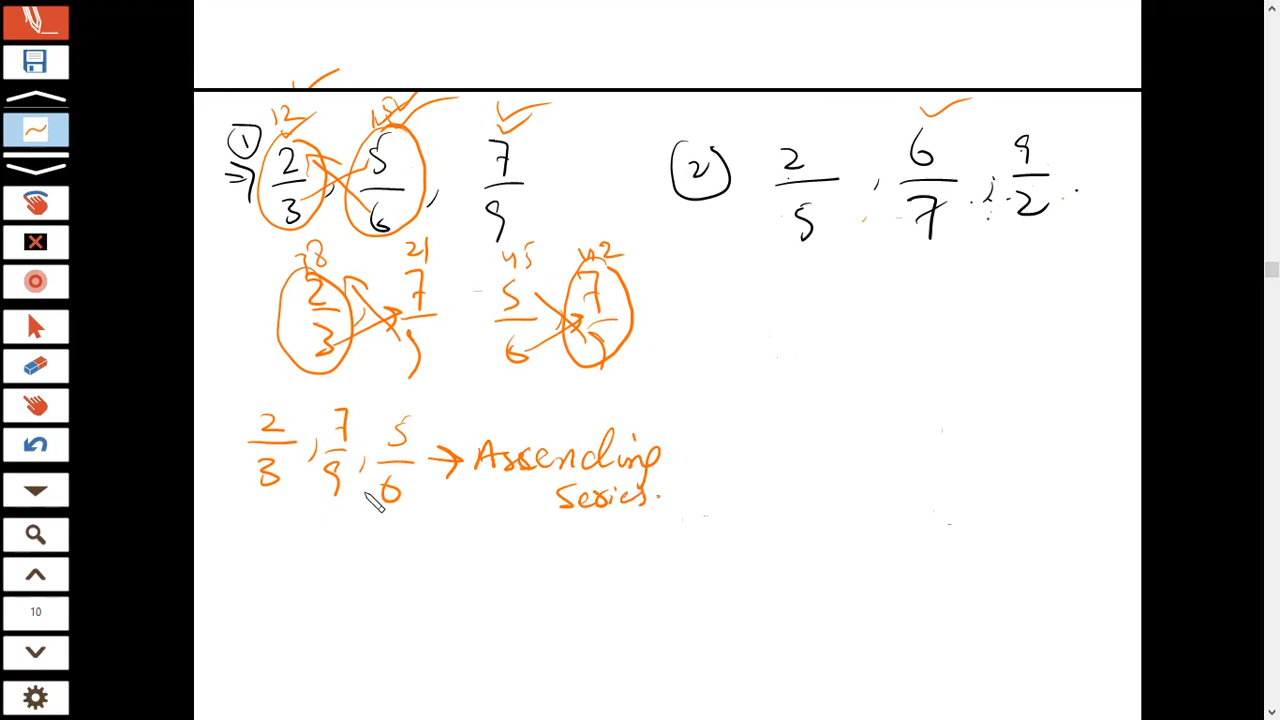 12 15
① 2/3, 5/6, 7/9
② 2/5, 6/7, 9/2
18 21 45 42
2/3, 7/9 5/6 7/9
2/3, 7/9, 5/6 → Assending
series.
10